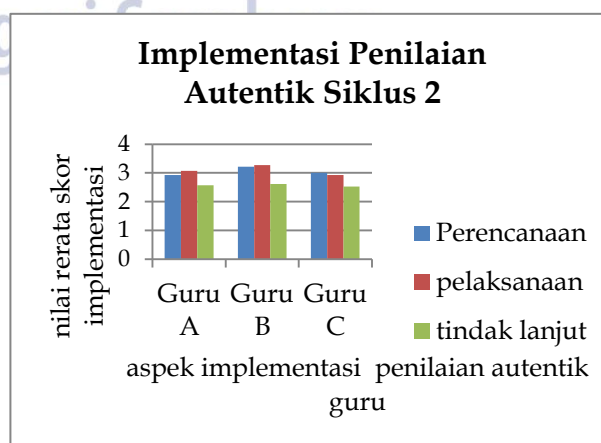 Implementasi Penilaian
Autentik Siklus 2
nilai rerata skor
implementasi
4
3
2
1
0
Guru A
Guru B
Guru C
Perencanaan
pelaksanaan
tindak lanjut
aspek implementasi penilaian autentik
guru